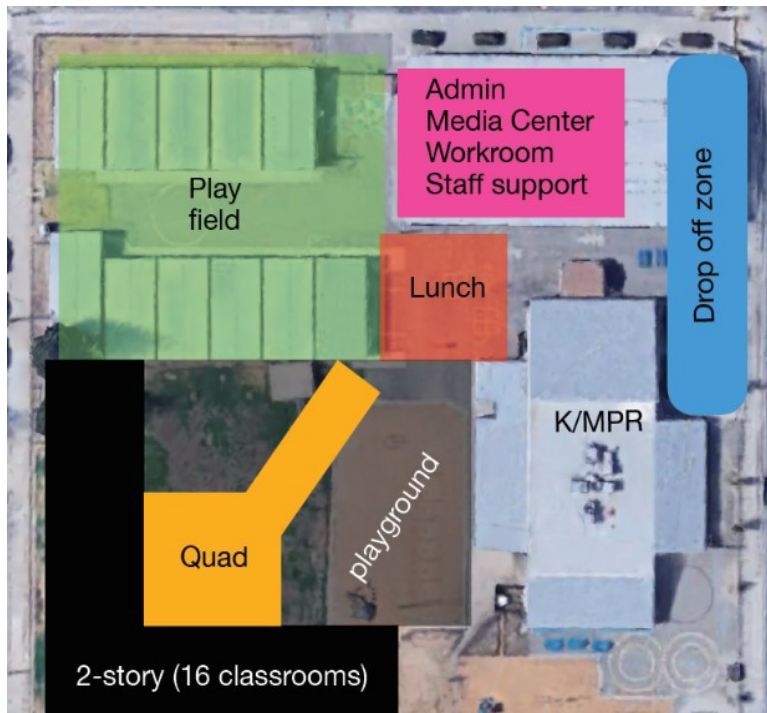 Admin
Media Center
Workroom
Staff support
Play
field
Drop off zone
Lunch
K/MPR
playground
Quad
2-story (16 classrooms)